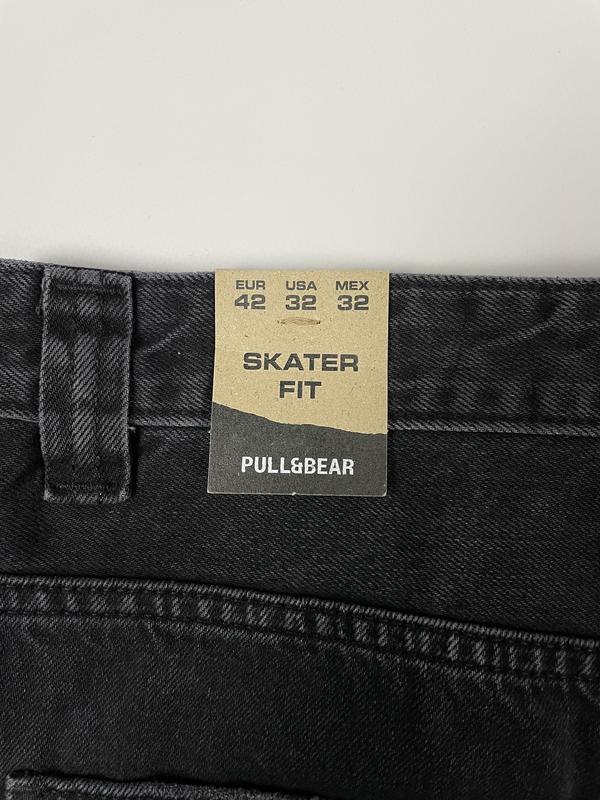 EUR USA MEX
42 32 32
SKATER
FIT
PULL&BEAR